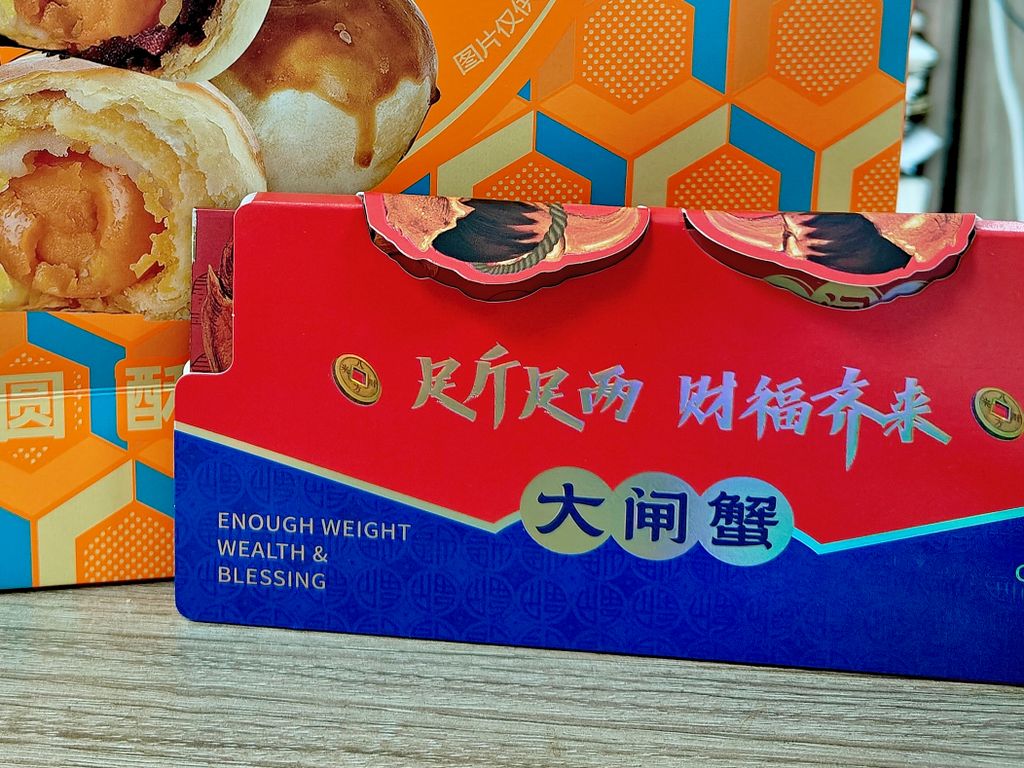 图片仅供
圆 酥
足斤足两 财福齐来
大闸蟹
ENOUGH WEIGHT
WEALTH &
BLESSING